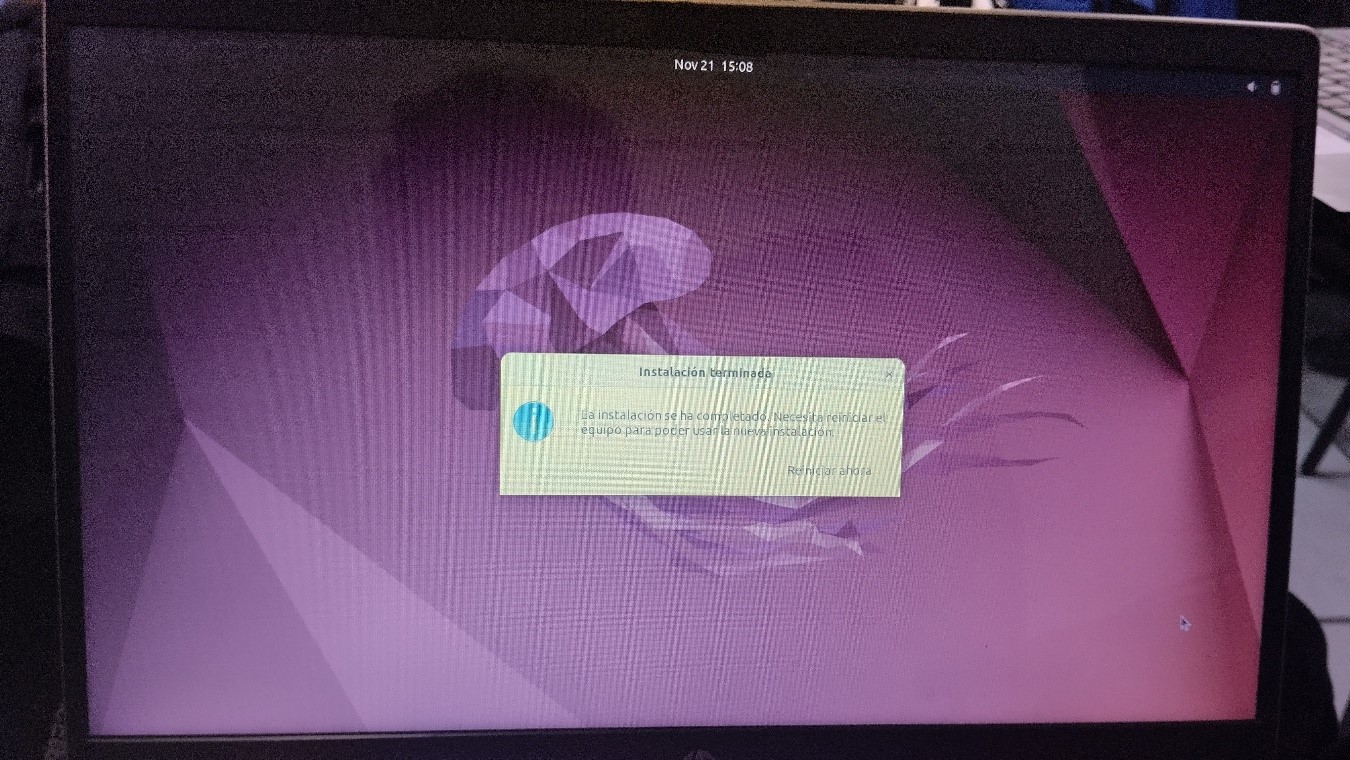 Nov 21 15:08
Instalación terminada
La instalación se ha completado. Necesita reiniciar el
equipo para poder usar la nueva instalación.
Reiniciar ahora